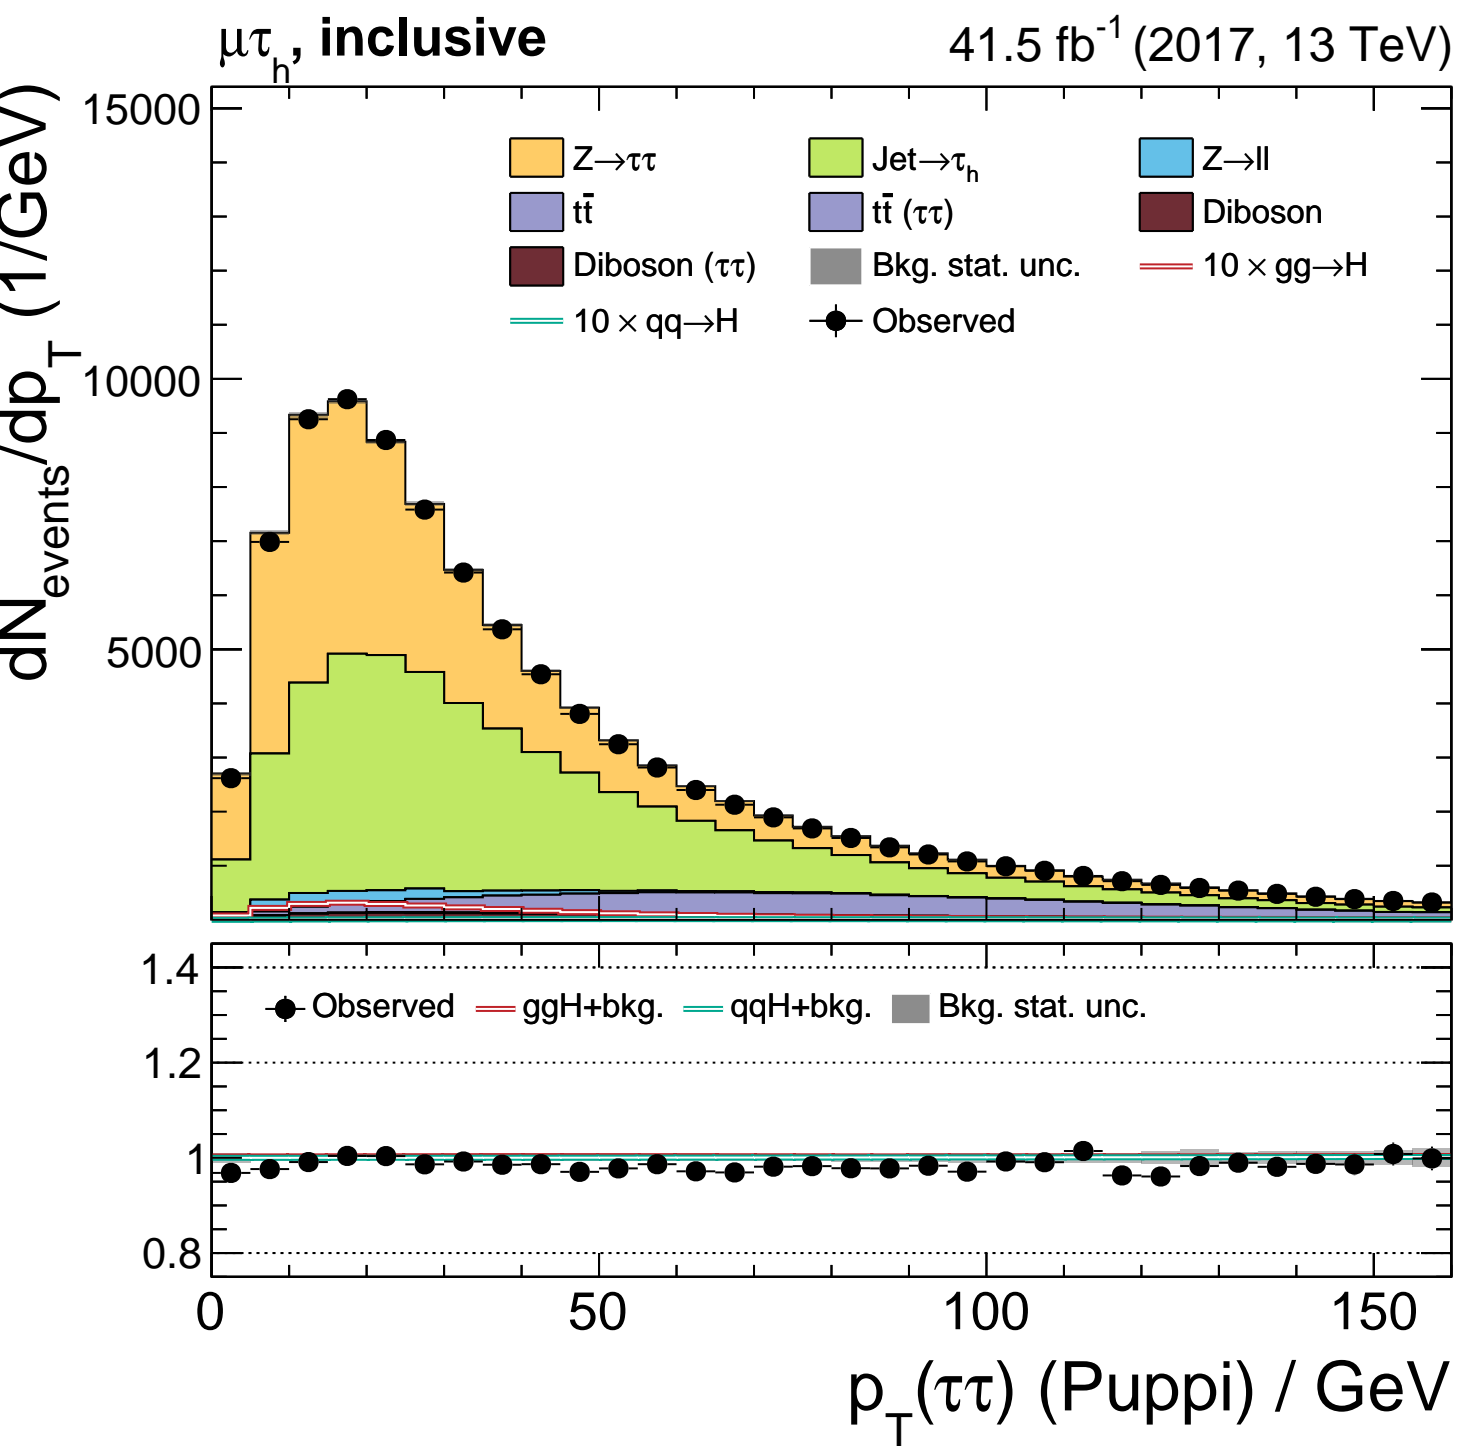 μτh, inclusive
41.5 fb-1 (2017, 13 TeV)
dNevents/dpT (1/GeV)
15000
10000
5000
Z→ττ
Jet→τh
Z→ll
tt̄
tt̄ (ττ)
Diboson
Diboson (ττ)
Bkg. stat. unc.
10 × gg→H
10 × qq→H
Observed
1.4
1.2
1
0.8
Observed
ggH+bkg.
qqH+bkg.
Bkg. stat. unc.
0 50 100 150
pT(ττ) (Puppi) / GeV